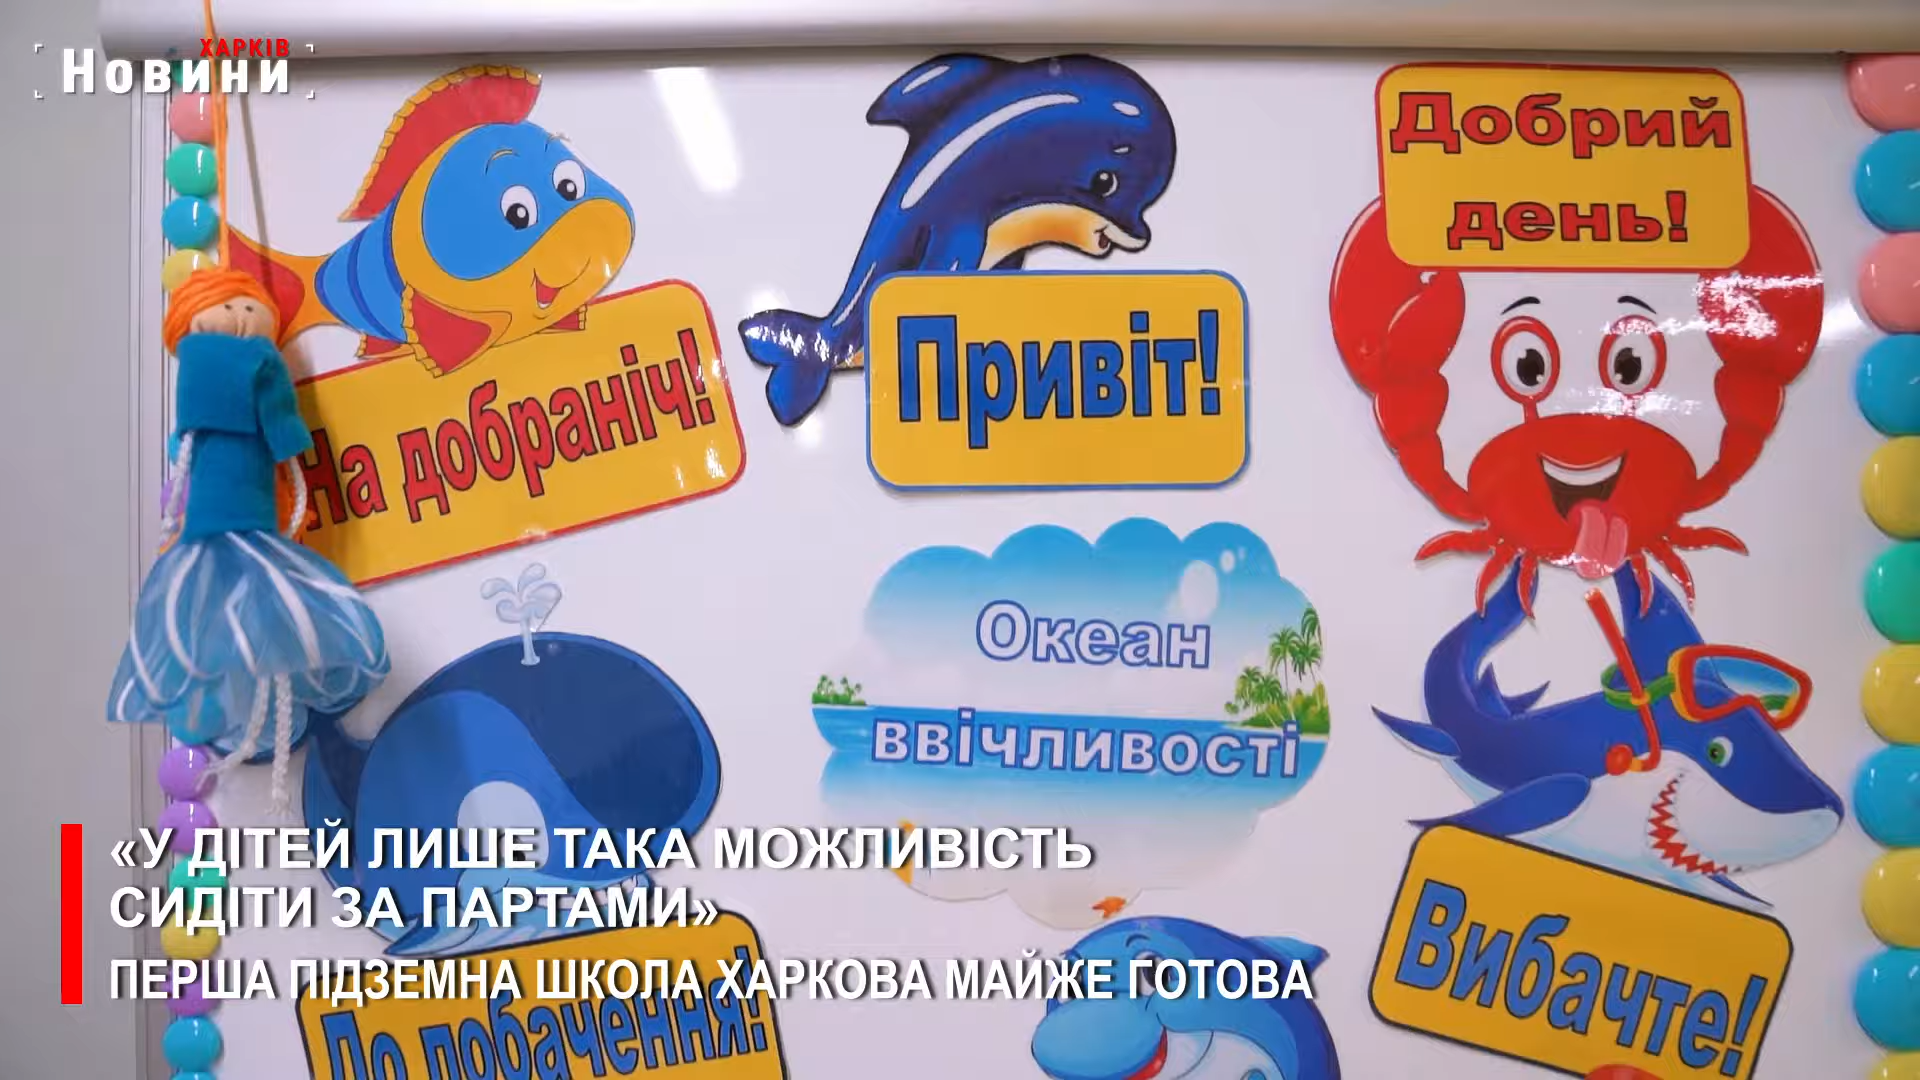 ХАРКІВ
Новини
На добраніч!
Привіт!
Добрий
день!
Океан
ввічливості
Вибачте!
До побачення!
«У ДІТЕЙ ЛИШЕ ТАКА МОЖЛИВІСТЬ
СИДІТИ ЗА ПАРТАМИ»
ПЕРША ПІДЗЕМНА ШКОЛА ХАРКОВА МАЙЖЕ ГОТОВА